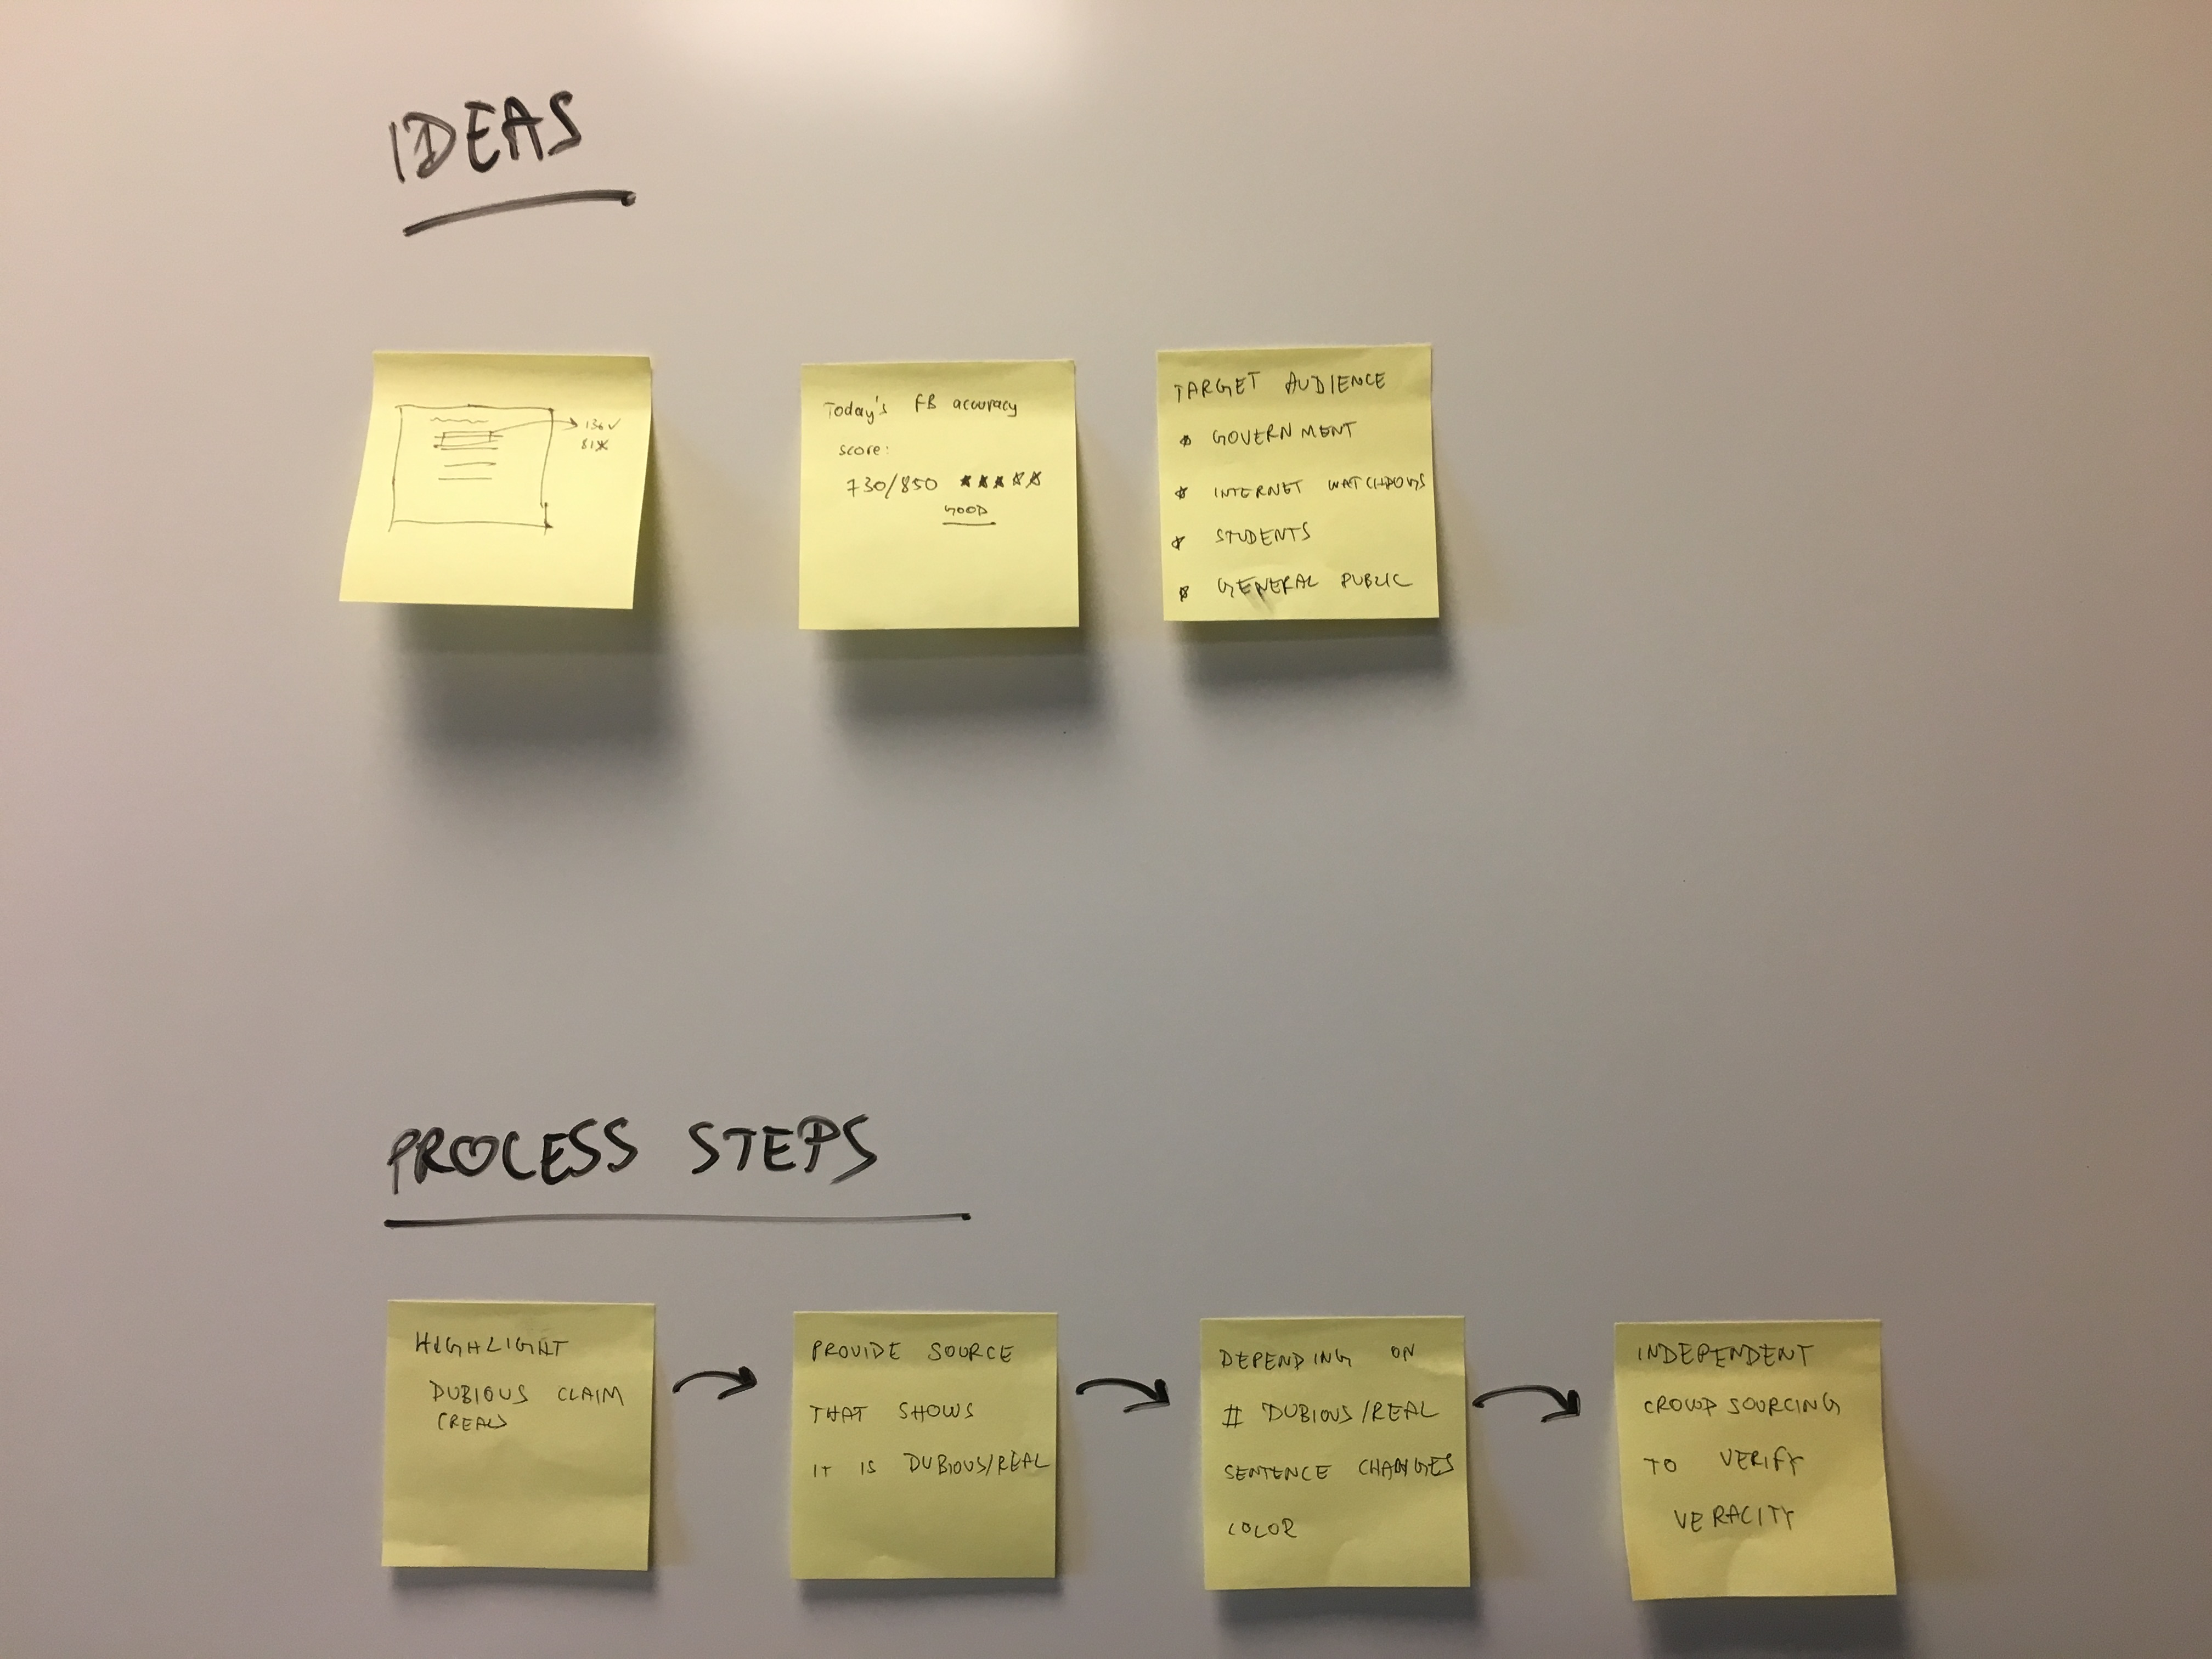 IDEAS
136 ✓
81 x
Today's FB accuracy
score:
730/850 ★★★☆☆
GOOD
TARGET AUDIENCE
* GOVERNMENT
* INTERNET WATCHDOGS
* STUDENTS
* GENERAL PUBLIC
PROCESS STEPS
HIGHLIGHT
DUBIOUS CLAIM
PROVIDE SOURCE
THAT SHOWS
IT IS DUBIOUS/REAL
DEPENDING ON
# DUBIOUS/REAL
SENTENCE CHANGES
COLOR
INDEPENDENT
CROWD SOURCING
TO VERIFY
VERACITY